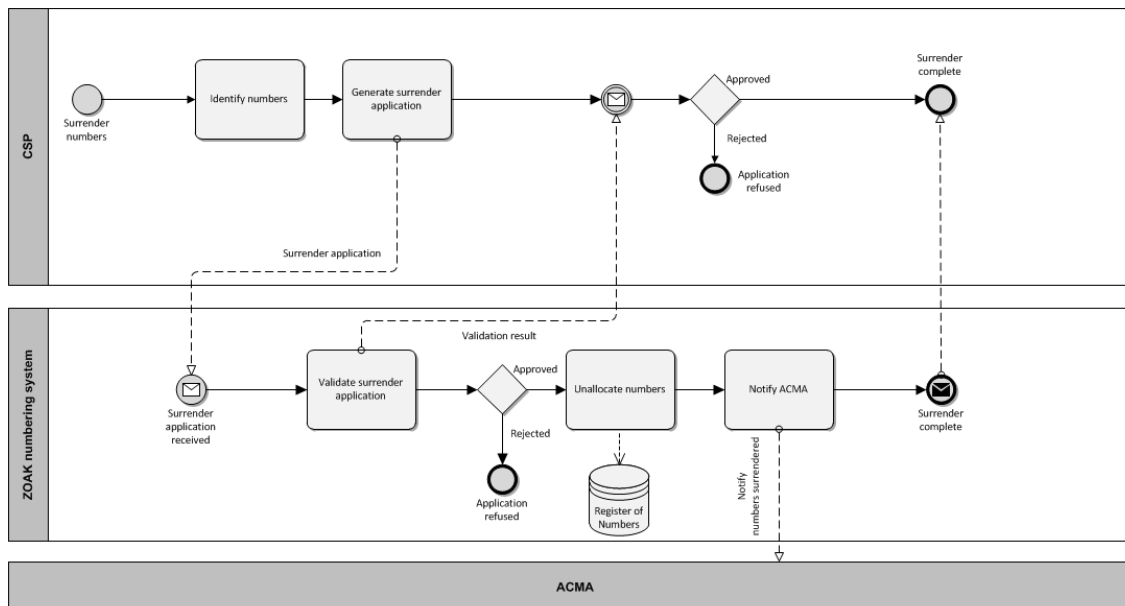 CSP
Surrender
numbers
Identify numbers
Generate surrender
application
Approved
Rejected
Application
refused
Surrender
complete
Surrender application
Validation result
ZOAK numbering system
Surrender
application
received
Validate surrender
application
Approved
Rejected
Application
refused
Unallocate numbers
Register of
Numbers
Notify ACMA
Notify
numbers surrendered
Surrender
complete
ACMA